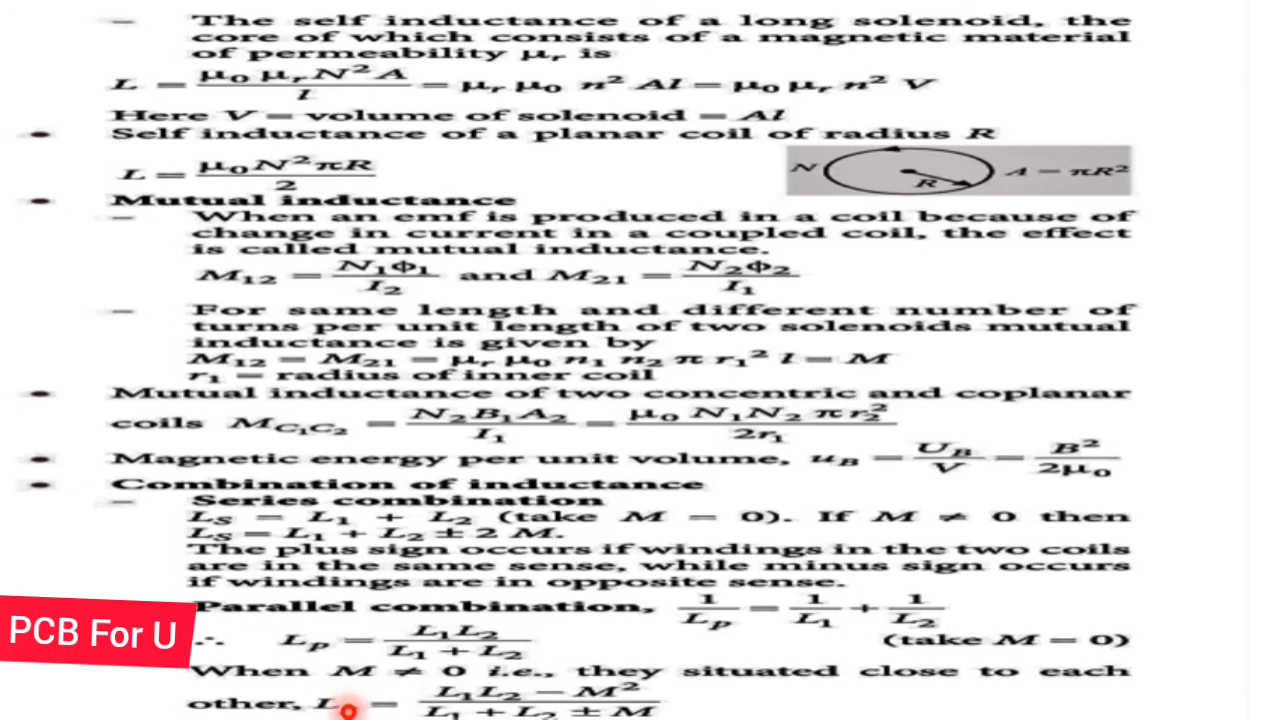 – The self inductance of a long solenoid, the
core of which consists of a magnetic material
of permeability μr is
L = μ0 μr N² A / l = μr μ0 n² Al = μ0 μr n² V
Here V = volume of solenoid = Al
• Self inductance of a planar coil of radius R
L = μ0 N² πR / 2
N R A = πR²
• Mutual inductance
– When an emf is produced in a coil because of
change in current in a coupled coil, the effect
is called mutual inductance.
M12 = N1Φ1 / I2 and M21 = N2Φ2 / I1
– For same length and different number of
turns per unit length of two solenoids mutual
inductance is given by
M12 = M21 = μr μ0 n1 n2 π r1² l = M
r1 = radius of inner coil
• Mutual inductance of two concentric and coplanar
coils MC1C2 = N2 B1 A2 / I1 = μ0 N1 N2 π r2² / 2r1
• Magnetic energy per unit volume, uB = UB / V = B² / 2μ0
• Combination of inductance
– Series combination
LS = L1 + L2 (take M = 0). If M ≠ 0 then
LS = L1 + L2 ± 2 M.
The plus sign occurs if windings in the two coils
are in the same sense, while minus sign occurs
if windings are in opposite sense.
Parallel combination, 1 / Lp = 1 / L1 + 1 / L2
PCB For U
∴ Lp = L1L2 / L1 + L2 (take M = 0)
When M ≠ 0 i.e., they situated close to each
other, L = L1L2 − M² / L1 + L2 ± M